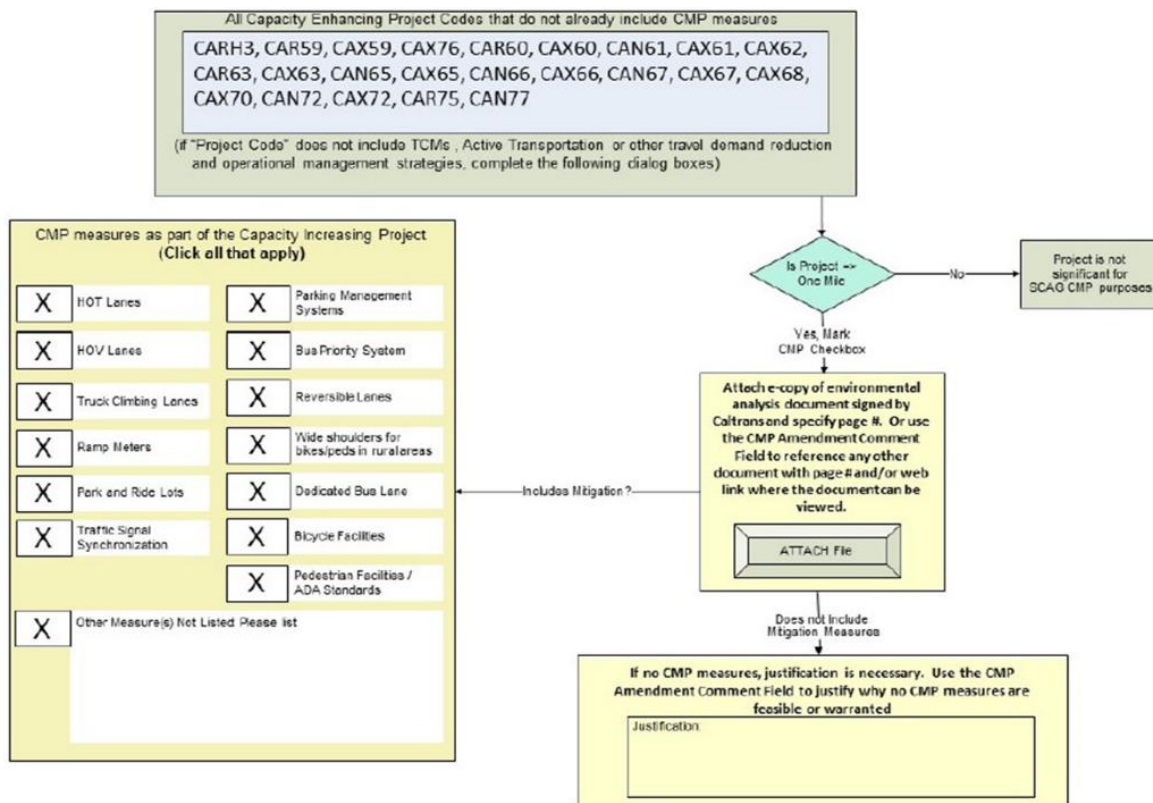 All Capacity Enhancing Project Codes that do not already include CMP measures
CARH3, CAR59, CAX59, CAX76, CAR60, CAX60, CAN61, CAX61, CAX62,
CAR63, CAX63, CAN65, CAX65, CAN66, CAX66, CAN67, CAX67, CAX68,
CAX70, CAN72, CAX72, CAR75, CAN77
(if "Project Code" does not include TCMs , Active Transportation or other travel demand reduction
and operational management strategies, complete the following dialog boxes)
Is Project =>
One Mile
No
Project is not
significant for
SCAG CMP purposes
Yes, Mark
CMP Checkbox
CMP measures as part of the Capacity Increasing Project
(Click all that apply)
X HOT Lanes
X Parking Management
Systems
X HOV Lanes
X Bus Priority System
X Truck Climbing Lanes
X Reversible Lanes
X Ramp Meters
X Wide shoulders for
bikes/peds in rural areas
X Park and Ride Lots
X Dedicated Bus Lane
X Traffic Signal
Synchronization
X Bicycle Facilities
X Pedestrian Facilities /
ADA Standards
X Other Measure(s) Not Listed Please list
Includes Mitigation?
Attach e-copy of environmental
analysis document signed by
Caltrans and specify page #. Or use
the CMP Amendment Comment
Field to reference any other
document with page # and/or web
link where the document can be
viewed.
ATTACH File
Does not Include
Mitigation Measures
If no CMP measures, justification is necessary. Use the CMP
Amendment Comment Field to justify why no CMP measures are
feasible or warranted
Justification: